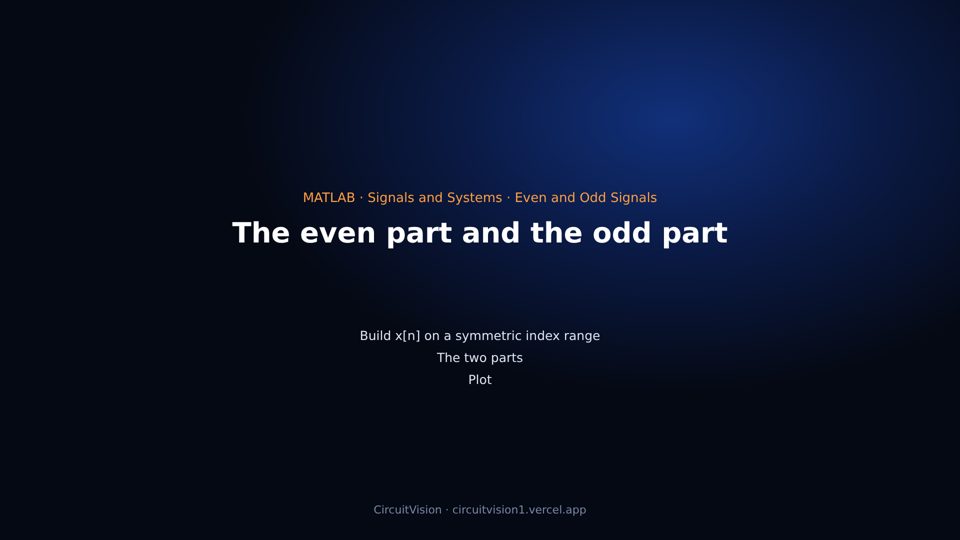 MATLAB · Signals and Systems · Even and Odd Signals
The even part and the odd part
Build x[n] on a symmetric index range
The two parts
Plot
CircuitVision · circuitvision1.vercel.app